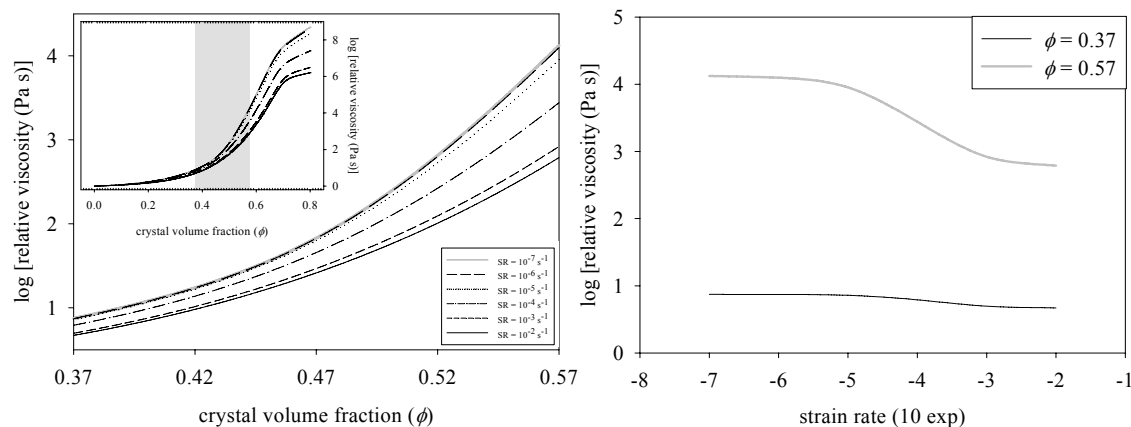 log [relative viscosity (Pa s)]
4
3
2
1
0.37
0.42
0.47
0.52
0.57
crystal volume fraction (ϕ)
0.0
0.2
0.4
0.6
0.8
crystal volume fraction (ϕ)
8
6
4
2
0
log [relative viscosity (Pa s)]
SR = 10⁻⁷ s⁻¹
SR = 10⁻⁶ s⁻¹
SR = 10⁻⁵ s⁻¹
SR = 10⁻⁴ s⁻¹
SR = 10⁻³ s⁻¹
SR = 10⁻² s⁻¹
log [relative viscosity (Pa s)]
5
4
3
2
1
0
-8
-7
-6
-5
-4
-3
-2
-1
strain rate (10 exp)
ϕ = 0.37
ϕ = 0.57